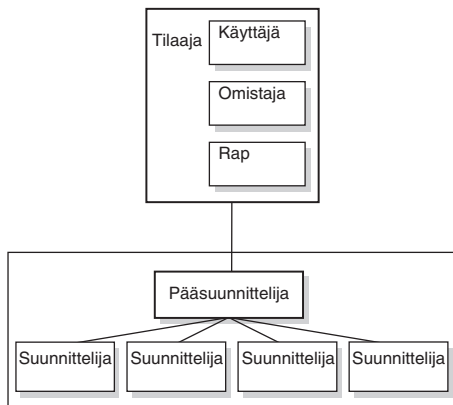 Tilaaja
Käyttäjä
Omistaja
Rap
Pääsuunnittelija
Suunnittelija
Suunnittelija
Suunnittelija
Suunnittelija